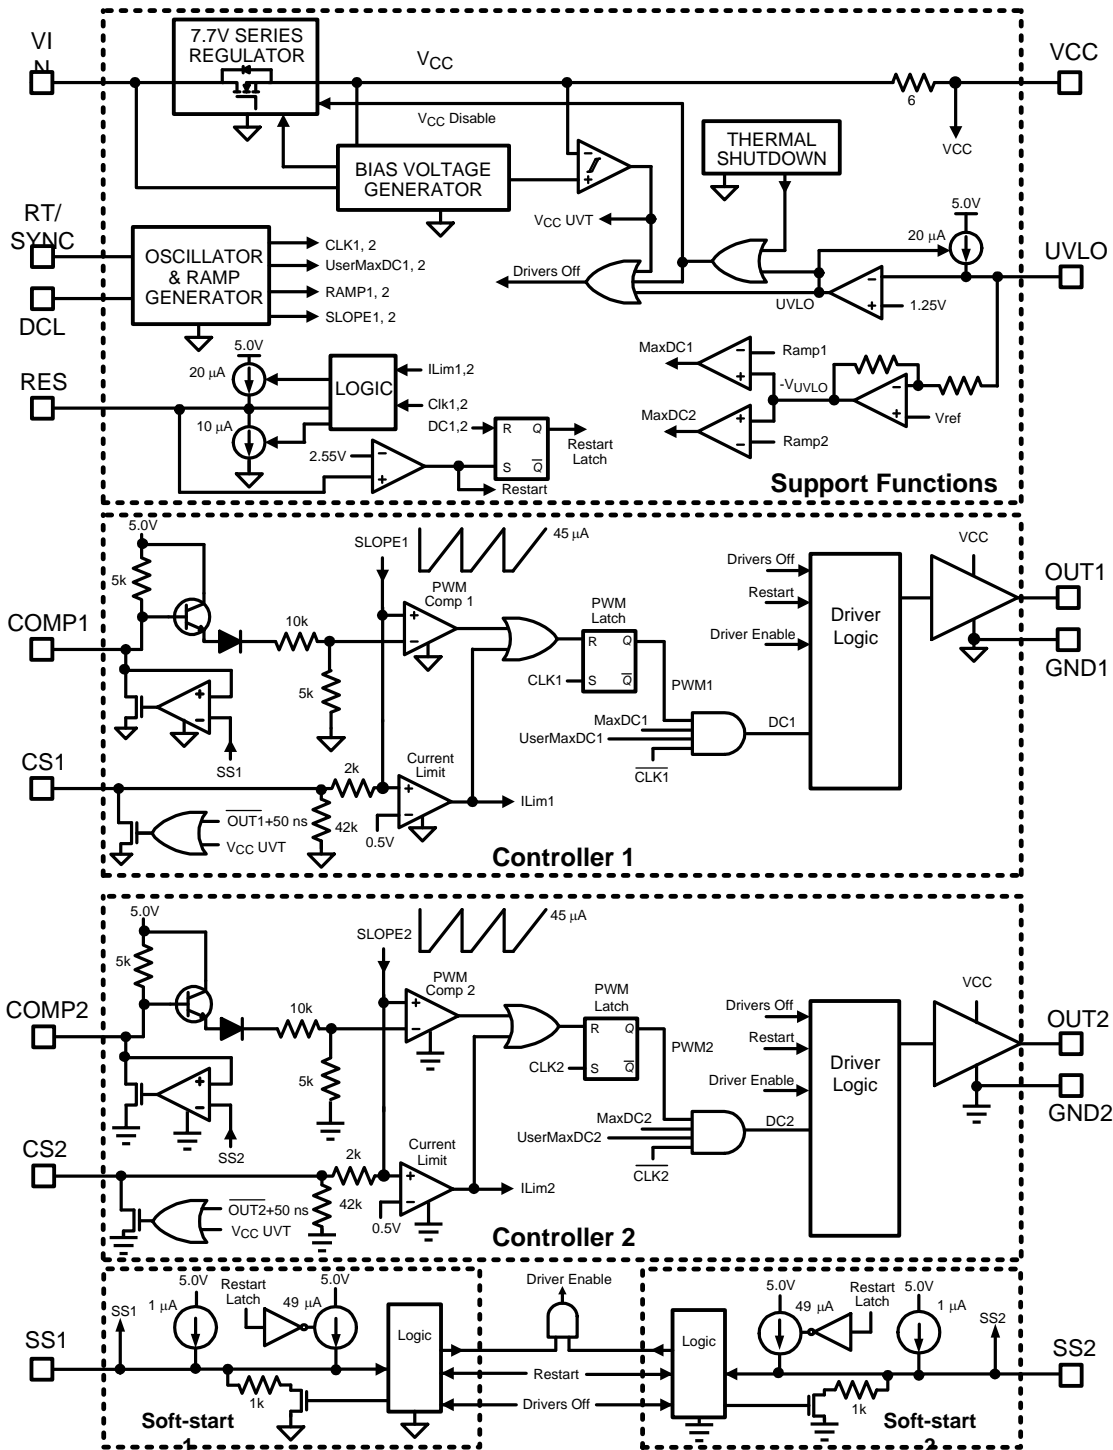 VI
N
7.7V SERIES
REGULATOR
VCC
VCC
6
VCC
VCC Disable
THERMAL
SHUTDOWN
BIAS VOLTAGE
GENERATOR
VCC UVT
5.0V
20 µA
UVLO
RT/
SYNC
DCL
OSCILLATOR
& RAMP
GENERATOR
CLK1, 2
UserMaxDC1, 2
RAMP1, 2
SLOPE1, 2
Drivers Off
UVLO
1.25V
RES
5.0V
20 µA
10 µA
LOGIC
ILim1,2
Clk1,2
DC1,2
R
Q
S
Q
Restart
Latch
2.55V
Restart
MaxDC1
Ramp1
-VUVLO
MaxDC2
Ramp2
Vref
Support Functions
5.0V
5k
COMP1
10k
5k
SS1
SLOPE1
45 µA
PWM
Comp 1
PWM
Latch
R
Q
S
Q
CLK1
PWM1
MaxDC1
UserMaxDC1
CLK1
DC1
Drivers Off
Restart
Driver Enable
Driver
Logic
VCC
OUT1
GND1
CS1
2k
42k
Current
Limit
0.5V
ILim1
OUT1+50 ns
VCC UVT
Controller 1
5.0V
5k
COMP2
10k
5k
SS2
SLOPE2
45 µA
PWM
Comp 2
PWM
Latch
R
Q
S
Q
CLK2
PWM2
MaxDC2
UserMaxDC2
CLK2
DC2
Drivers Off
Restart
Driver Enable
Driver
Logic
VCC
OUT2
GND2
CS2
2k
42k
Current
Limit
0.5V
ILim2
OUT2+50 ns
VCC UVT
Controller 2
SS1
SS1
5.0V
1 µA
Restart
Latch
49 µA
5.0V
Logic
1k
Soft-start
1
Driver Enable
Restart
Drivers Off
Logic
5.0V
49 µA
Restart
Latch
5.0V
1 µA
SS2
SS2
1k
Soft-start
2